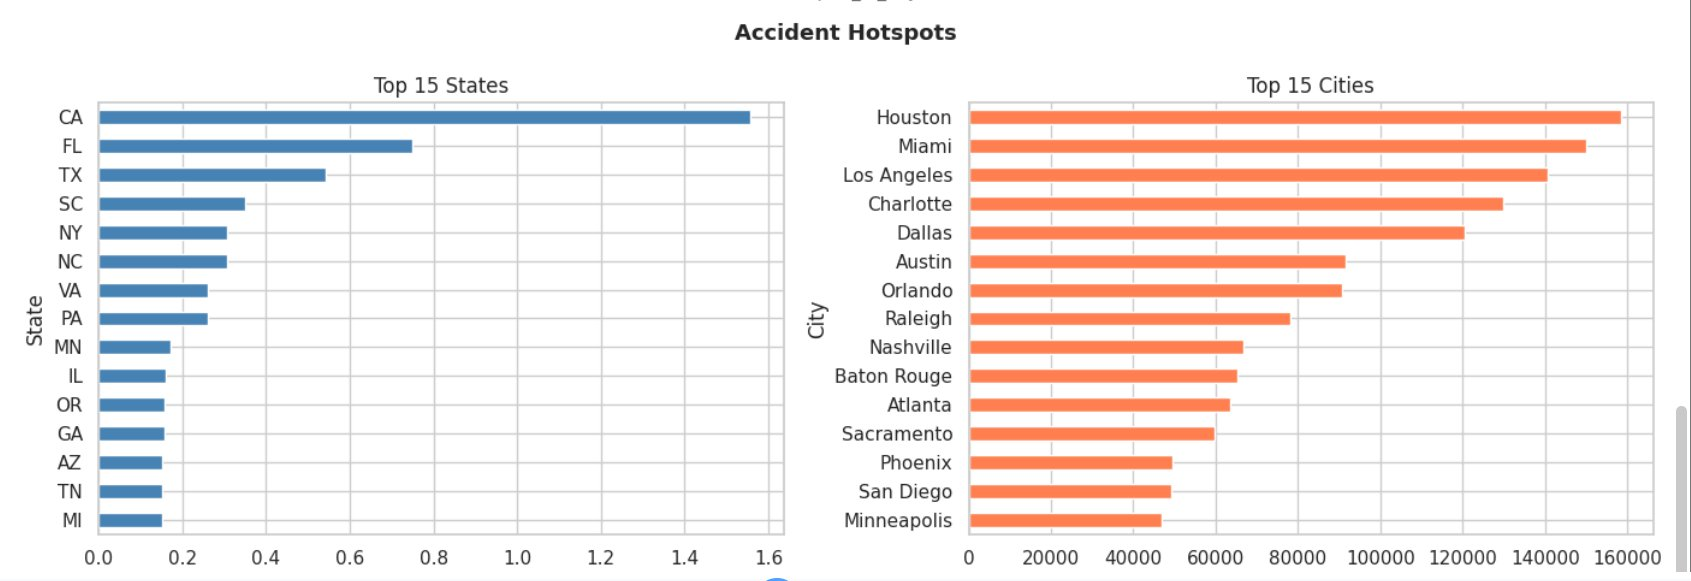 Accident Hotspots
Top 15 States
CA
FL
TX
SC
NY
NC
VA
PA
MN
IL
OR
GA
AZ
TN
MI
State
0.0 0.2 0.4 0.6 0.8 1.0 1.2 1.4 1.6
Top 15 Cities
Houston
Miami
Los Angeles
Charlotte
Dallas
Austin
Orlando
Raleigh
Nashville
Baton Rouge
Atlanta
Sacramento
Phoenix
San Diego
Minneapolis
City
0 20000 40000 60000 80000 100000 120000 140000 160000